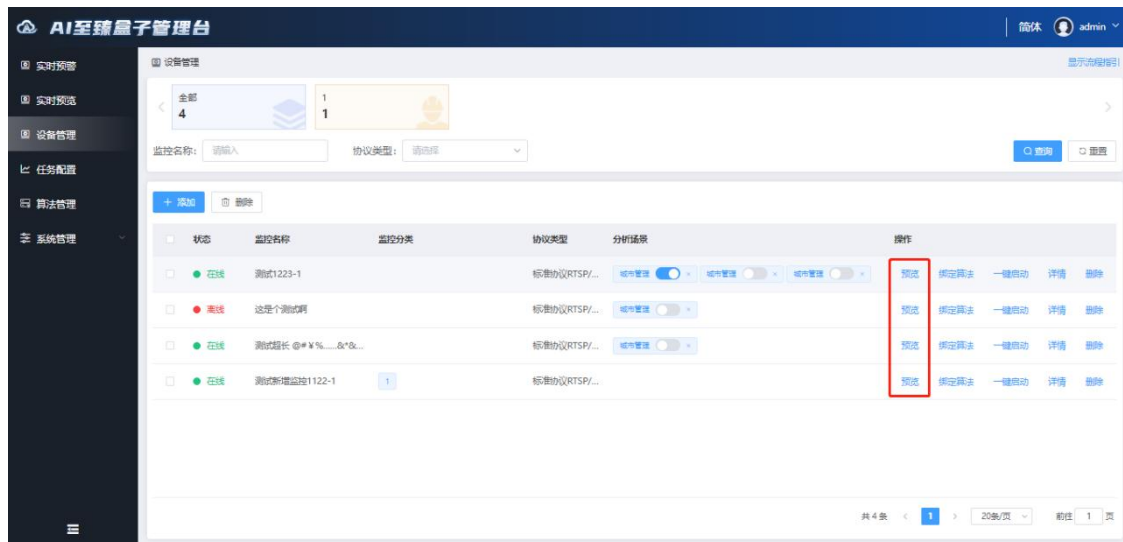 AI至臻盒子管理台
简体 admin
实时预警
实时预览
设备管理
任务配置
算法管理
系统管理
设备管理 显示流程指引
全部
4
1
1
监控名称: 请输入 协议类型: 请选择 查询 重置
+ 添加 删除
状态 监控名称 监控分类 协议类型 分析场景 操作
在线 测试1223-1 标准协议RTSP/... 城市管理 × 城市管理 × 城市管理 × 预览 绑定算法 一键启动 详情 删除
离线 这是个测试啊 标准协议RTSP/... 城市管理 × 预览 绑定算法 一键启动 详情 删除
在线 测试超长 @#￥%......&*&... 标准协议RTSP/... 城市管理 × 预览 绑定算法 一键启动 详情 删除
在线 测试新增监控1122-1 1 标准协议RTSP/... 预览 绑定算法 一键启动 详情 删除
共 4 条 < 1 > 20条/页 前往 1 页